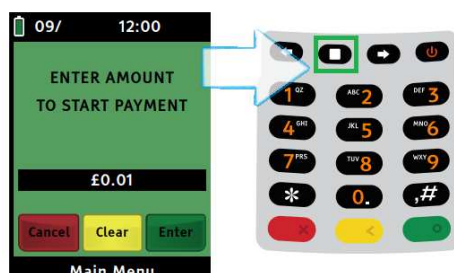 09/ 12:00
ENTER AMOUNT
TO START PAYMENT
£0.01
Cancel Clear Enter
Main Menu
1 QZ ABC 2 DEF 3
4 GHI JKL 5 MNO 6
7 PRS TUV 8 WXY 9
* 0. ,#
× < o